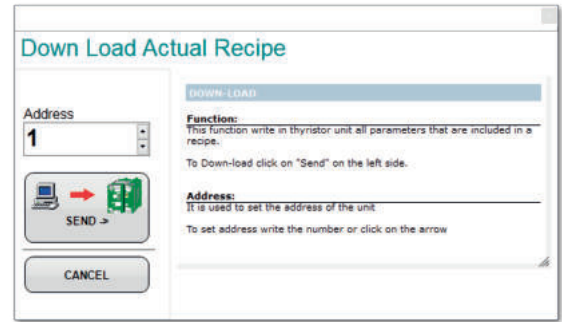 Down Load Actual Recipe
Address
1
SEND ->
CANCEL
DOWN-LOAD
Function:
This function write in thyristor unit all parameters that are included in a
recipe.
To Down-load click on "Send" on the left side.
Address:
It is used to set the address of the unit
To set address write the number or click on the arrow